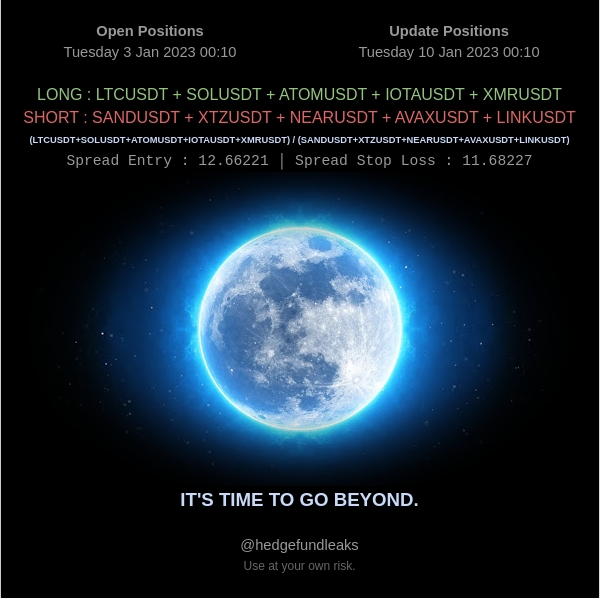 Open Positions
Tuesday 3 Jan 2023 00:10
Update Positions
Tuesday 10 Jan 2023 00:10
LONG : LTCUSDT + SOLUSDT + ATOMUSDT + IOTAUSDT + XMRUSDT
SHORT : SANDUSDT + XTZUSDT + NEARUSDT + AVAXUSDT + LINKUSDT
(LTCUSDT+SOLUSDT+ATOMUSDT+IOTAUSDT+XMRUSDT) / (SANDUSDT+XTZUSDT+NEARUSDT+AVAXUSDT+LINKUSDT)
Spread Entry : 12.66221 | Spread Stop Loss : 11.68227
IT'S TIME TO GO BEYOND.
@hedgefundleaks
Use at your own risk.